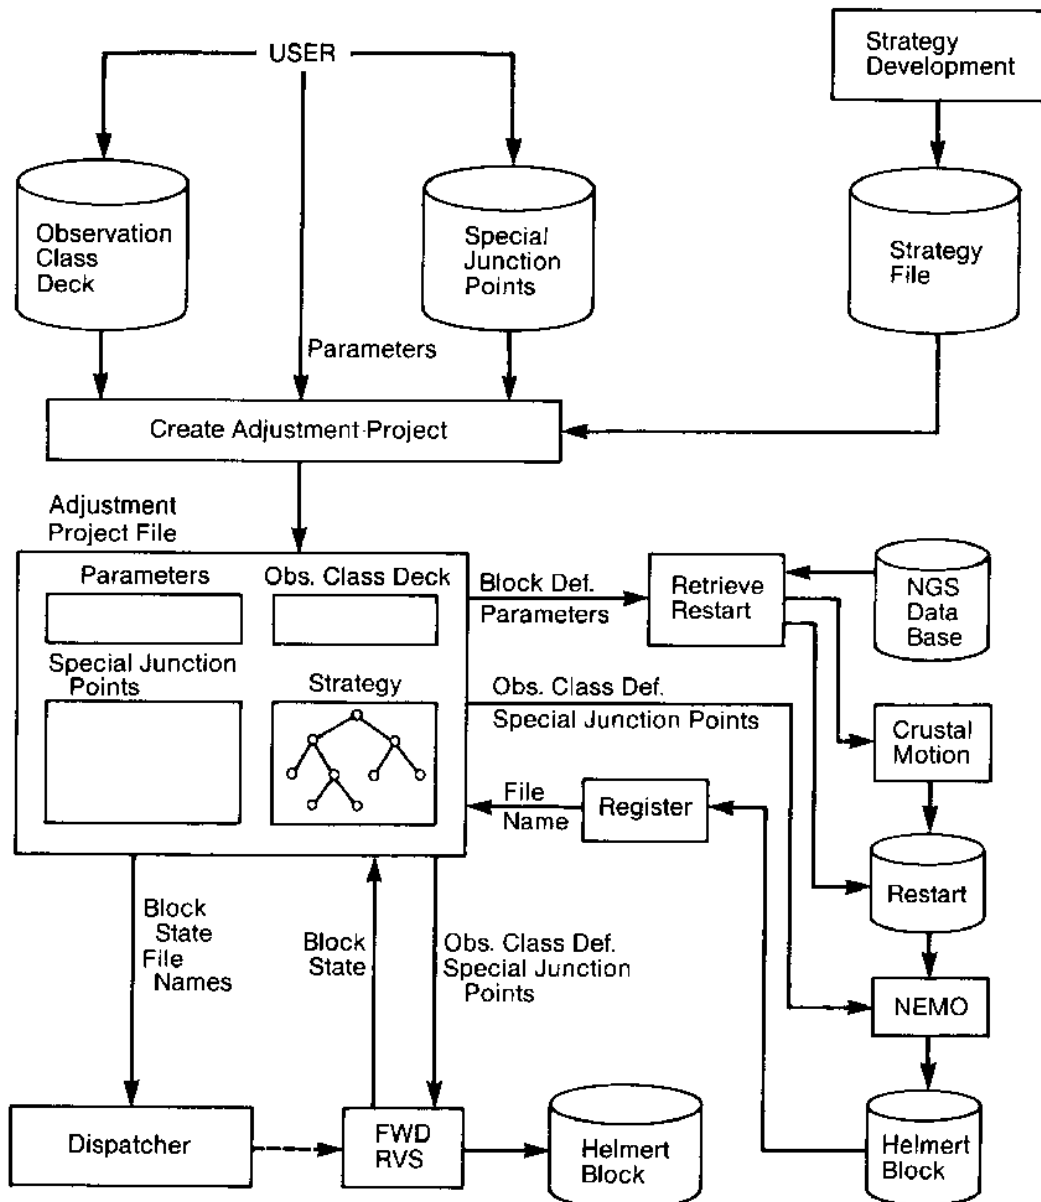 USER
Strategy
Development
Observation
Class
Deck
Special
Junction
Points
Strategy
File
Parameters
Create Adjustment Project
Adjustment
Project File
Parameters
Obs. Class Deck
Special Junction
Points
Strategy
Block Def.
Parameters
Retrieve
Restart
NGS
Data
Base
Obs. Class Def.
Special Junction Points
Crustal
Motion
File
Name
Register
Restart
Block
State
File
Names
Block
State
Obs. Class Def.
Special Junction
Points
NEMO
Dispatcher
FWD
RVS
Helmert
Block
Helmert
Block